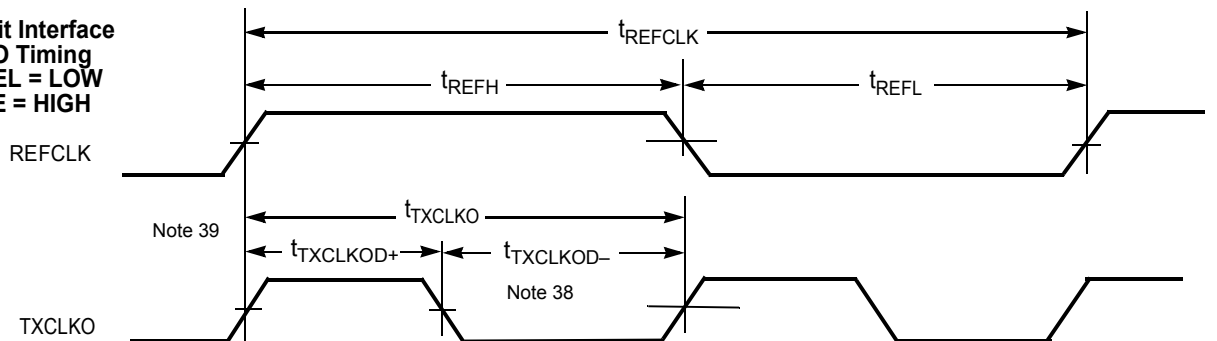 it Interface
Timing
EL = LOW
= HIGH
tREFCLK
tREFH
tREFL
REFCLK
Note 39
tTXCLKO
tTXCLKOD+
tTXCLKOD–
Note 38
TXCLKO